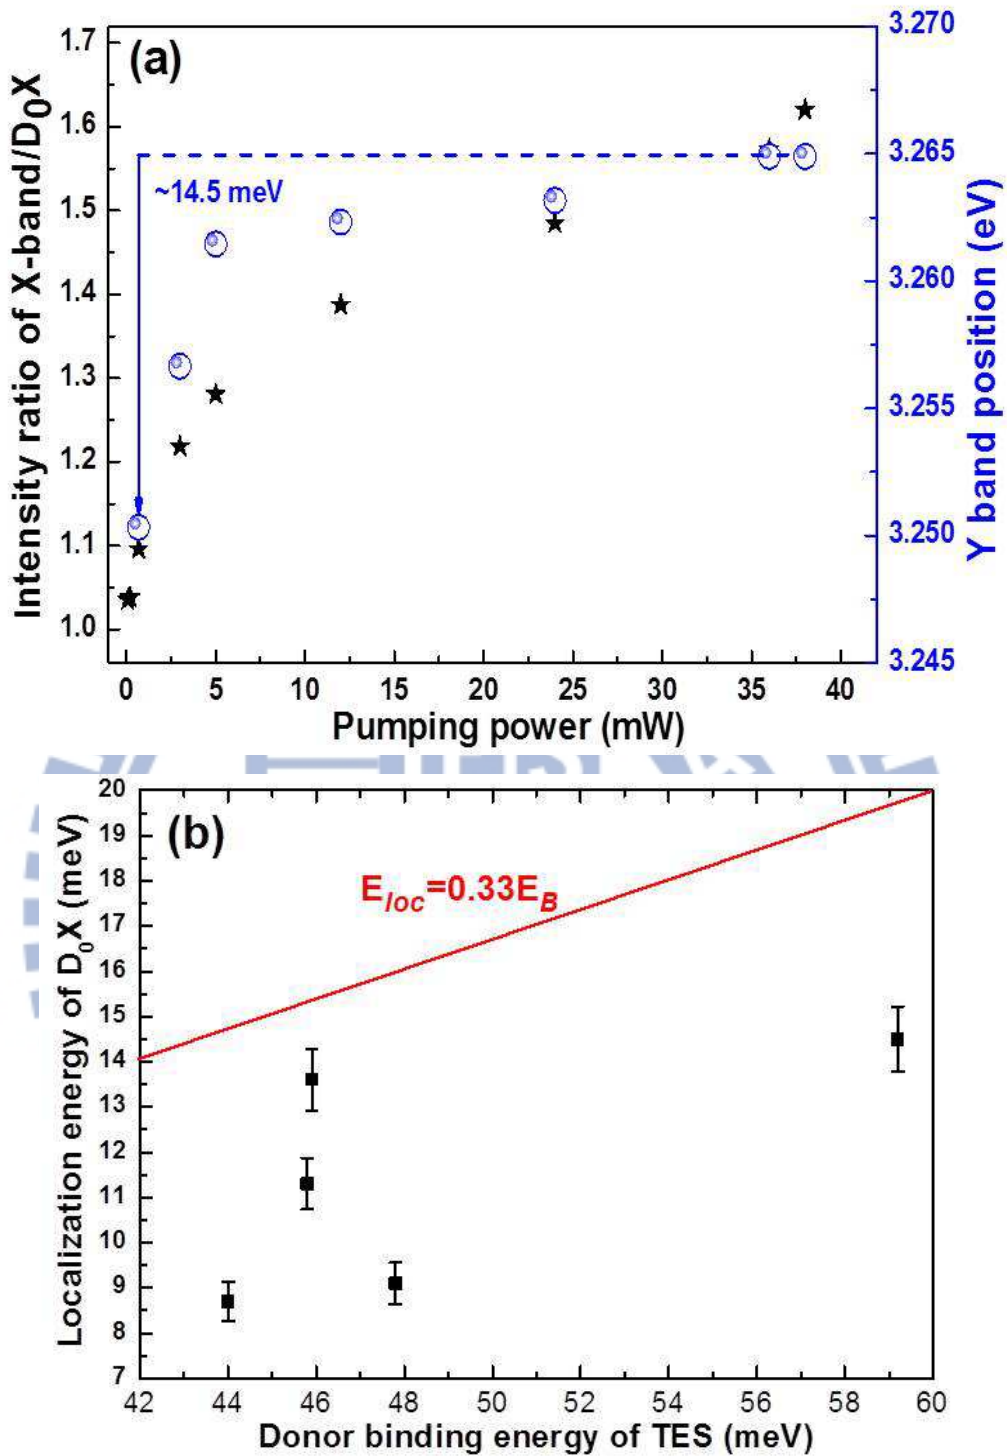 (a)
Intensity ratio of X-band/D0X
1.7
1.6
1.5
1.4
1.3
1.2
1.1
1.0
~14.5 meV
3.270
3.265
3.260
3.255
3.250
3.245
Y band position (eV)
0 5 10 15 20 25 30 35 40
Pumping power (mW)
(b)
Localization energy of D0X (meV)
20
19
18
17
16
15
14
13
12
11
10
9
8
7
Eloc=0.33EB
42 44 46 48 50 52 54 56 58 60
Donor binding energy of TES (meV)